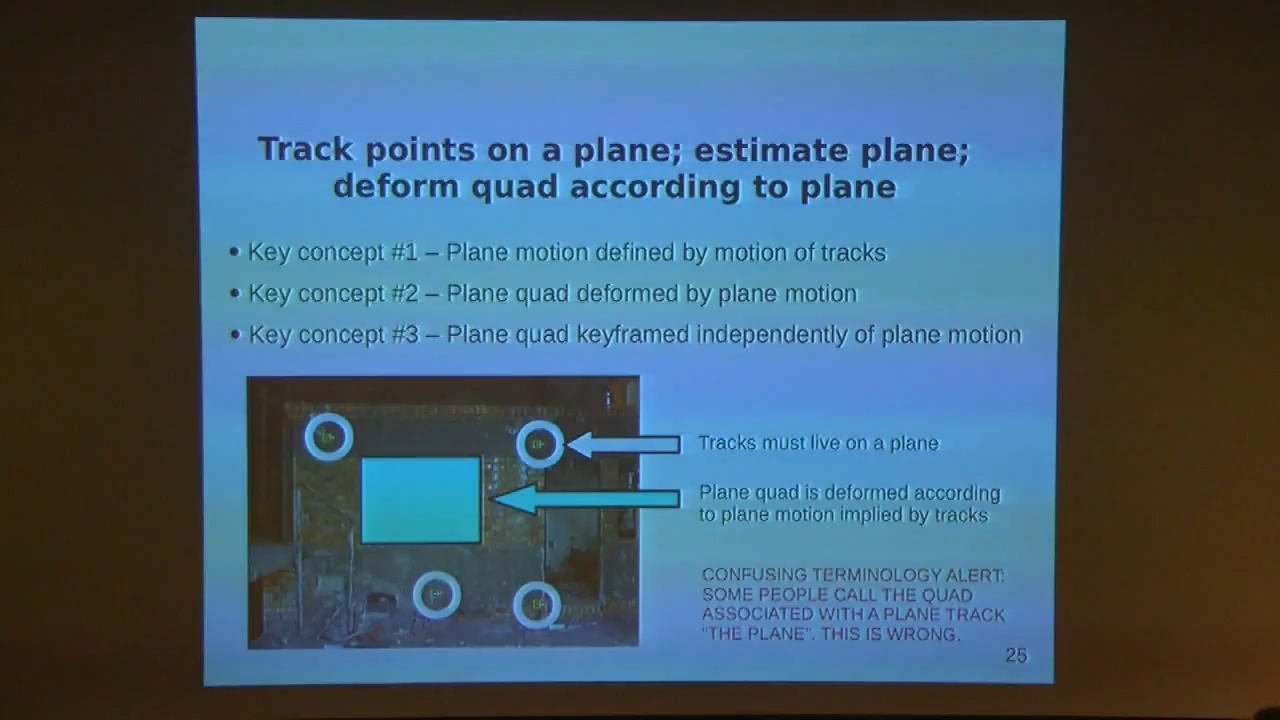 Track points on a plane; estimate plane;
deform quad according to plane
• Key concept #1 – Plane motion defined by motion of tracks
• Key concept #2 – Plane quad deformed by plane motion
• Key concept #3 – Plane quad keyframed independently of plane motion
Tracks must live on a plane
Plane quad is deformed according
to plane motion implied by tracks
CONFUSING TERMINOLOGY ALERT:
SOME PEOPLE CALL THE QUAD
ASSOCIATED WITH A PLANE TRACK
"THE PLANE". THIS IS WRONG.
25